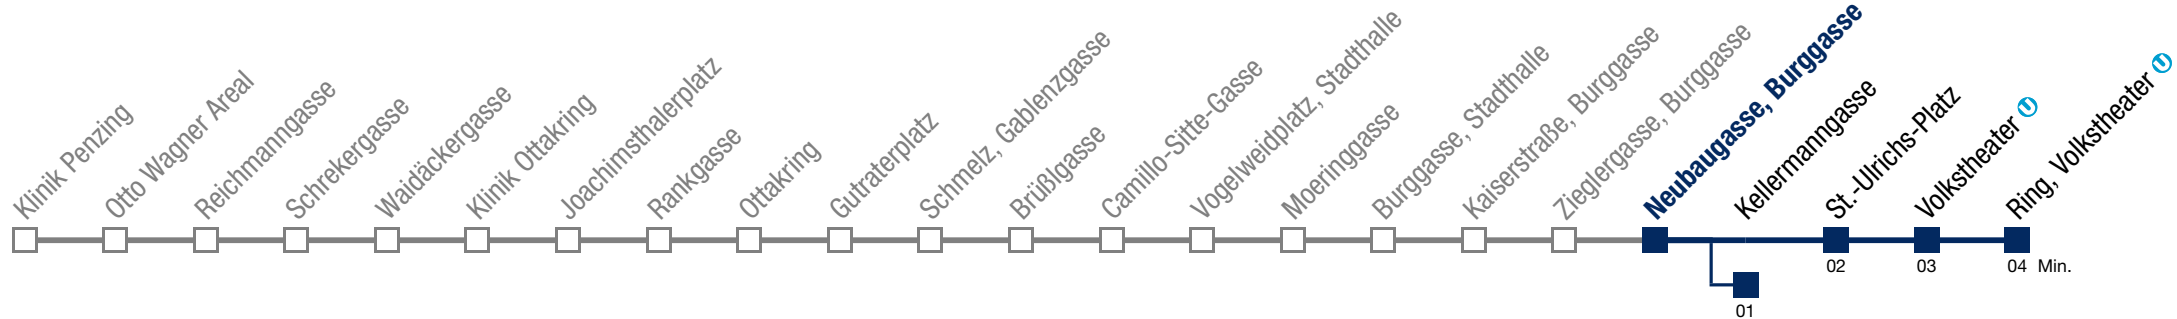 Klinik Penzing
Otto Wagner Areal
Reichmanngasse
Schrekergasse
Waidäckergasse
Klinik Ottakring
Joachimsthalerplatz
Rankgasse
Ottakring
Gutraterplatz
Schmelz, Gablenzgasse
Brüßlgasse
Camillo-Sitte-Gasse
Vogelweidplatz, Stadthalle
Moeringgasse
Burggasse, Stadthalle
Kaiserstraße, Burggasse
Zieglergasse, Burggasse
Neubaugasse, Burggasse
Kellermanngasse
St.-Ulrichs-Platz
Volkstheater U
Ring, Volkstheater U
02 03 04 Min.
01